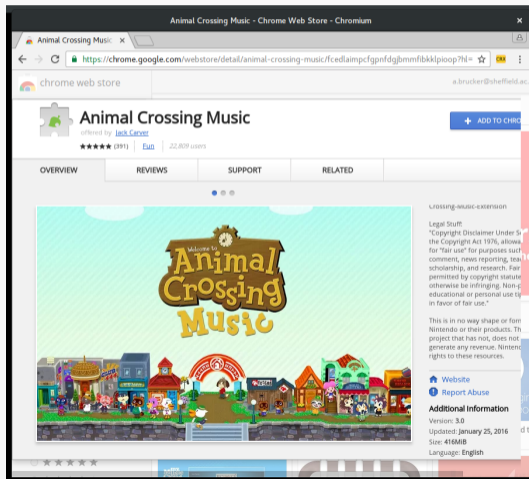 Animal Crossing Music - Chrome Web Store - Chromium
Animal Crossing Music
https://chrome.google.com/webstore/detail/animal-crossing-music/fcedlaimpcfgpnfdgjbmmfibkklpioop?hl=
chrome web store
a.brucker@sheffield.ac.
Animal Crossing Music
offered by Jack Carver
(391) Fun 22,809 users
ADD TO CHRO
OVERVIEW REVIEWS SUPPORT RELATED
Welcome to
Animal
Crossing
Music
Crossing-Music-Extension
Legal Stuff:
"Copyright Disclaimer Under Se
the Copyright Act 1976, allowa
for "fair use" for purposes such
comment, news reporting, tea
scholarship, and research. Fair
permitted by copyright statute
otherwise be infringing. Non-p
educational or personal use tip
in favor of fair use."
This is in no way shape or form
Nintendo or their products. Th
project that has not, does not
generate any revenue. Nintend
rights to these resources.
Website
Report Abuse
Additional Information
Version: 3.0
Updated: January 25, 2016
Size: 416MiB
Language: English